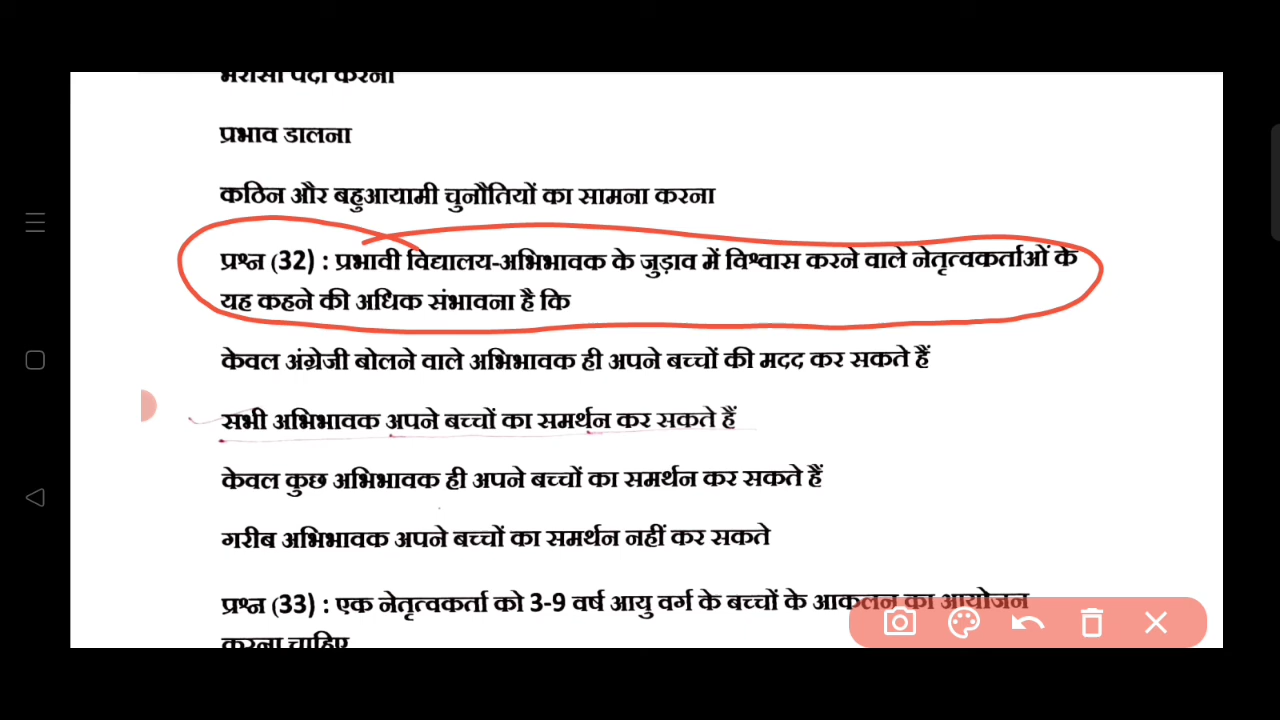 भरोसा पैदा करना
प्रभाव डालना
कठिन और बहुआयामी चुनौतियों का सामना करना
प्रश्न (32) : प्रभावी विद्यालय-अभिभावक के जुड़ाव में विश्वास करने वाले नेतृत्वकर्ताओं के
यह कहने की अधिक संभावना है कि
केवल अंग्रेजी बोलने वाले अभिभावक ही अपने बच्चों की मदद कर सकते हैं
सभी अभिभावक अपने बच्चों का समर्थन कर सकते हैं
केवल कुछ अभिभावक ही अपने बच्चों का समर्थन कर सकते हैं
गरीब अभिभावक अपने बच्चों का समर्थन नहीं कर सकते
प्रश्न (33) : एक नेतृत्वकर्ता को 3-9 वर्ष आयु वर्ग के बच्चों के आकलन का आयोजन
करना चाहिए